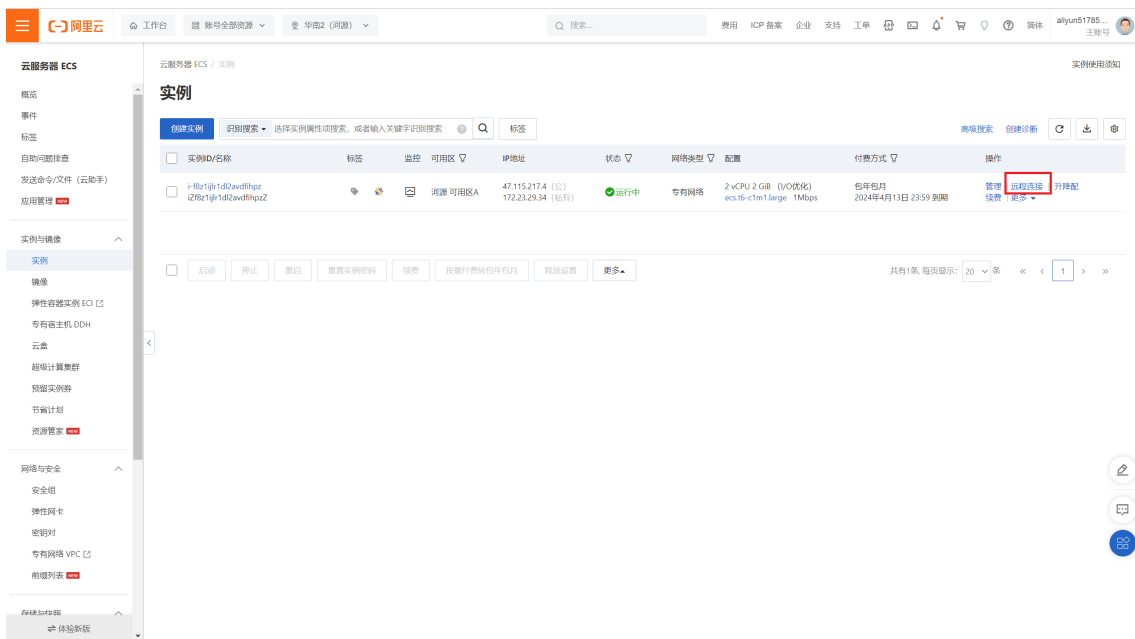 阿里云 工作台 账号全部资源 华南2（河源） 搜索... 费用 ICP 备案 企业 支持 工单 简体 aliyun51785...
主账号
云服务器 ECS
概览
事件
标签
自助问题排查
发送命令/文件（云助手）
应用管理 NEW
实例与镜像
实例
镜像
弹性容器实例 ECI
专有宿主机 DDH
云盒
超级计算集群
预留实例券
节省计划
资源管家 NEW
网络与安全
安全组
弹性网卡
密钥对
专有网络 VPC
前缀列表 NEW
存储与快照
体验新版
云服务器 ECS / 实例 实例使用须知
实例
创建实例 识别搜索 选择实例属性项搜索，或者输入关键字识别搜索 标签 高级搜索 创建诊断
实例ID/名称 标签 监控 可用区 IP地址 状态 网络类型 配置 付费方式 操作
i-f8z1ijlr1dl2avdfihpz 47.115.217.4（公） 2 vCPU 2 GiB (I/O优化) 包年包月 管理 远程连接 升降配
iZf8z1ijlr1dl2avdfihpzZ 河源 可用区A 172.23.29.34（私有） 运行中 专有网络 ecs.t6-c1m1.large 1Mbps 2024年4月13日 23:59 到期 续费 更多
启动 停止 重启 重置实例密码 续费 按量付费转包年包月 释放设置 更多 共有1条, 每页显示: 20 条 « ‹ 1 › »